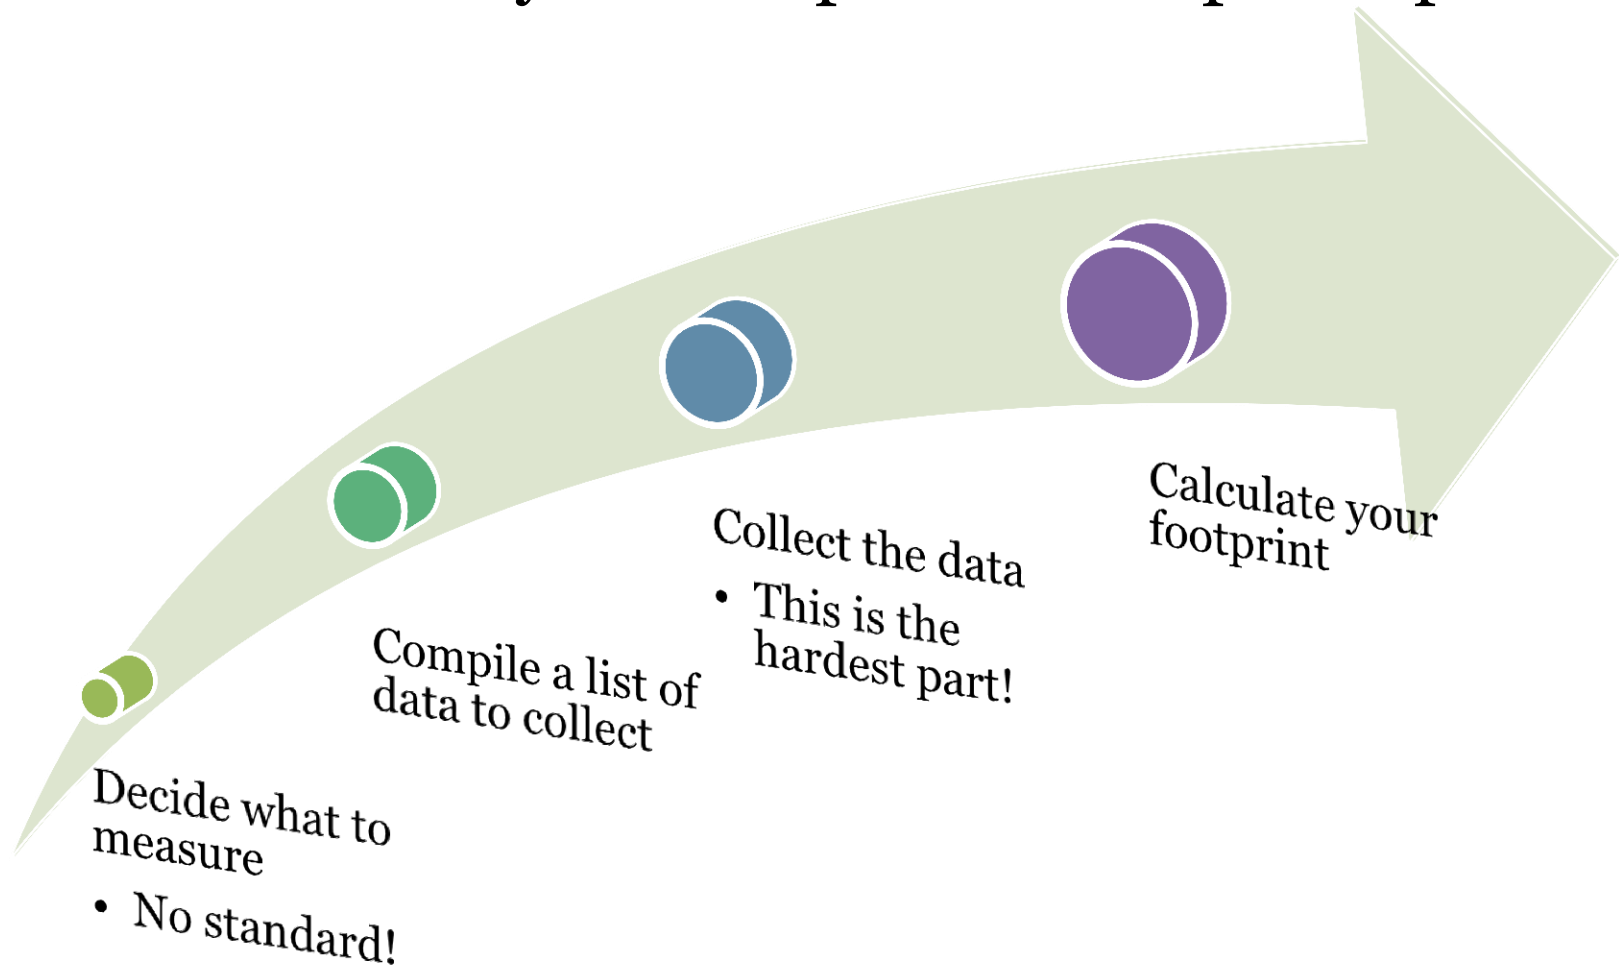 Decide what to
measure
• No standard!
Compile a list of
data to collect
Collect the data
• This is the
hardest part!
Calculate your
footprint